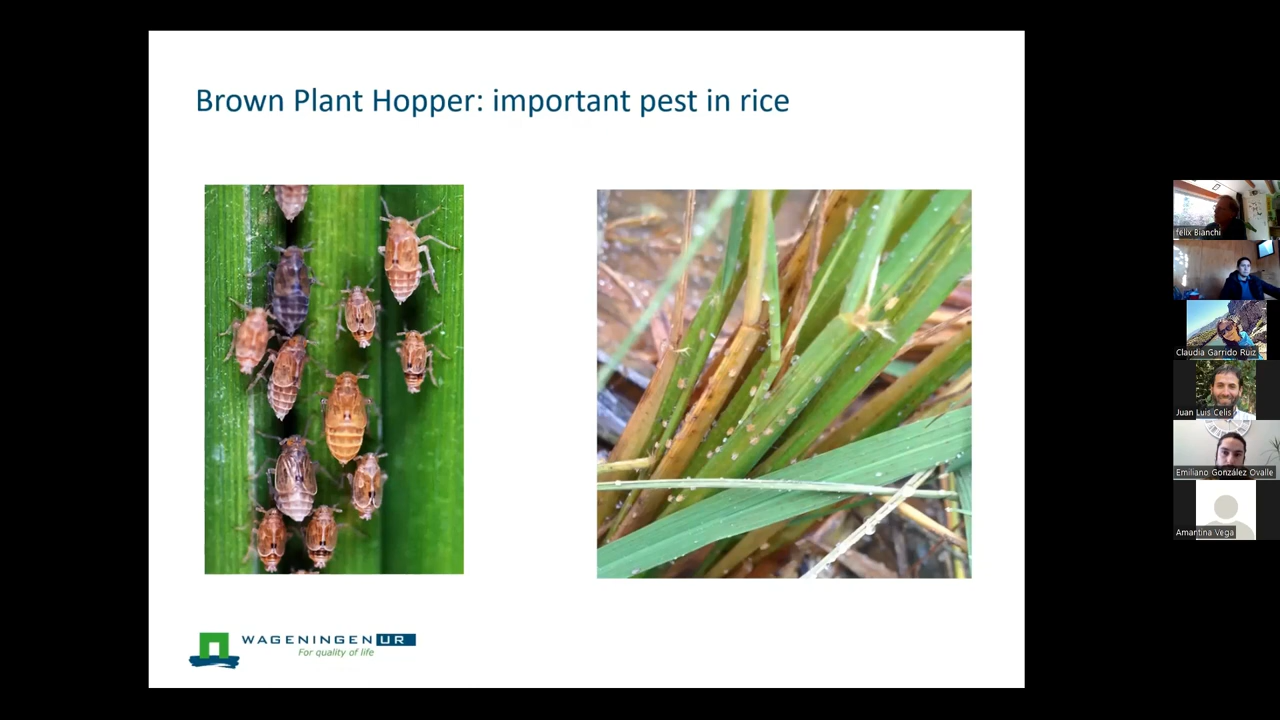 Brown Plant Hopper: important pest in rice
WAGENINGEN UR
For quality of life
felix Bianchi
Claudia Garrido Ruiz
Juan Luis Celis
Emiliano González Ovalle
Amantina Vega